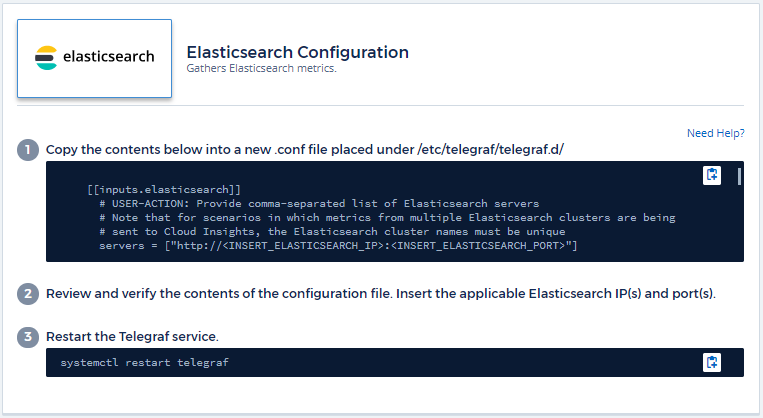 elasticsearch
Elasticsearch Configuration
Gathers Elasticsearch metrics.
Need Help?
1 Copy the contents below into a new .conf file placed under /etc/telegraf/telegraf.d/
[[inputs.elasticsearch]]
# USER-ACTION: Provide comma-separated list of Elasticsearch servers
# Note that for scenarios in which metrics from multiple Elasticsearch clusters are being
# sent to Cloud Insights, the Elasticsearch cluster names must be unique
servers = ["http://<INSERT_ELASTICSEARCH_IP>:<INSERT_ELASTICSEARCH_PORT>"]
2 Review and verify the contents of the configuration file. Insert the applicable Elasticsearch IP(s) and port(s).
3 Restart the Telegraf service.
systemctl restart telegraf